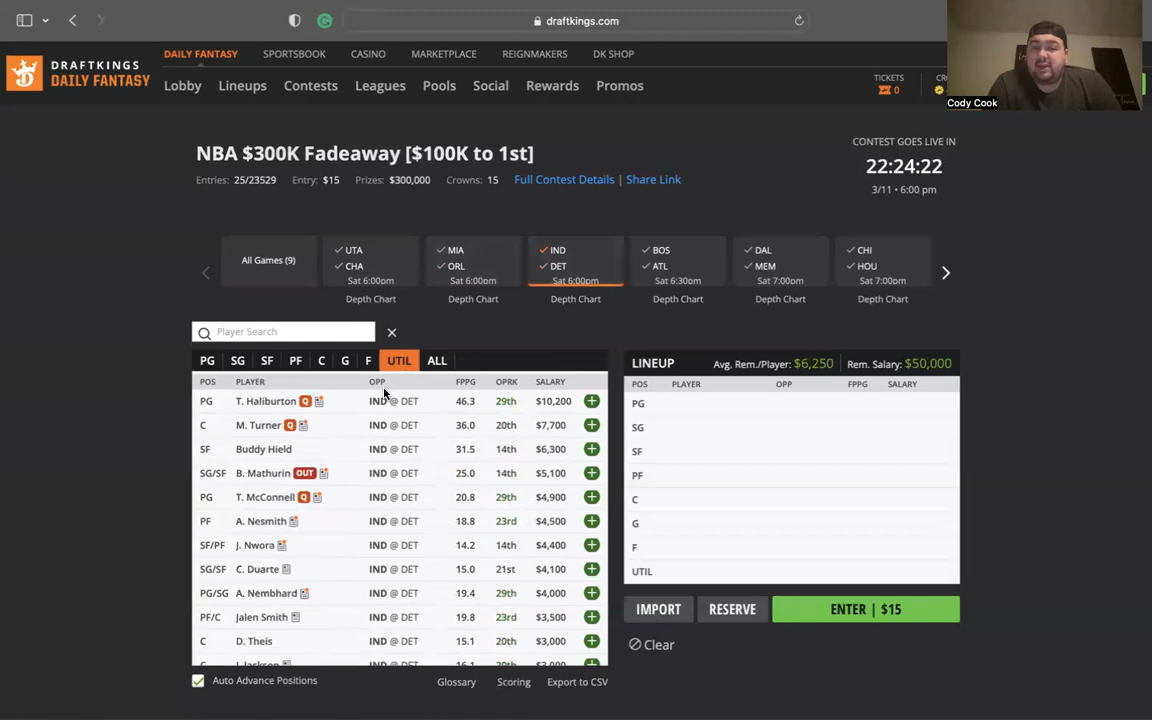 draftkings.com
DAILY FANTASY SPORTSBOOK CASINO MARKETPLACE REIGNMAKERS DK SHOP
DRAFTKINGS
DAILY FANTASY
Lobby Lineups Contests Leagues Pools Social Rewards Promos
TICKETS
0
Cody Cook
NBA $300K Fadeaway [$100K to 1st]
Entries: 25/23529 Entry: $15 Prizes: $300,000 Crowns: 15 Full Contest Details | Share Link
CONTEST GOES LIVE IN
22:24:22
3/11 • 6:00 pm
All Games (9)
UTA
CHA
Sat 6:00pm
Depth Chart
MIA
ORL
Sat 6:00pm
Depth Chart
IND
DET
Sat 6:00pm
Depth Chart
BOS
ATL
Sat 6:30pm
Depth Chart
DAL
MEM
Sat 7:00pm
Depth Chart
CHI
HOU
Sat 7:00pm
Depth Chart
Player Search
PG SG SF PF C G F UTIL ALL
POS PLAYER OPP FPPG OPRK SALARY
PG T. Haliburton Q IND @ DET 46.3 29th $10,200
C M. Turner Q IND @ DET 36.0 20th $7,700
SF Buddy Hield IND @ DET 31.5 14th $6,300
SG/SF B. Mathurin OUT IND @ DET 25.0 14th $5,100
PG T. McConnell Q IND @ DET 20.8 29th $4,900
PF A. Nesmith IND @ DET 18.8 23rd $4,500
SF/PF J. Nwora IND @ DET 14.2 14th $4,400
SG/SF C. Duarte IND @ DET 15.0 21st $4,100
PG/SG A. Nembhard IND @ DET 19.4 29th $4,000
PF/C Jalen Smith IND @ DET 19.8 23rd $3,500
C D. Theis IND @ DET 15.1 20th $3,000
Auto Advance Positions
Glossary Scoring Export to CSV
LINEUP Avg. Rem./Player: $6,250 Rem. Salary: $50,000
POS PLAYER OPP FPPG SALARY
PG
SG
SF
PF
C
G
F
UTIL
IMPORT RESERVE ENTER | $15
Clear